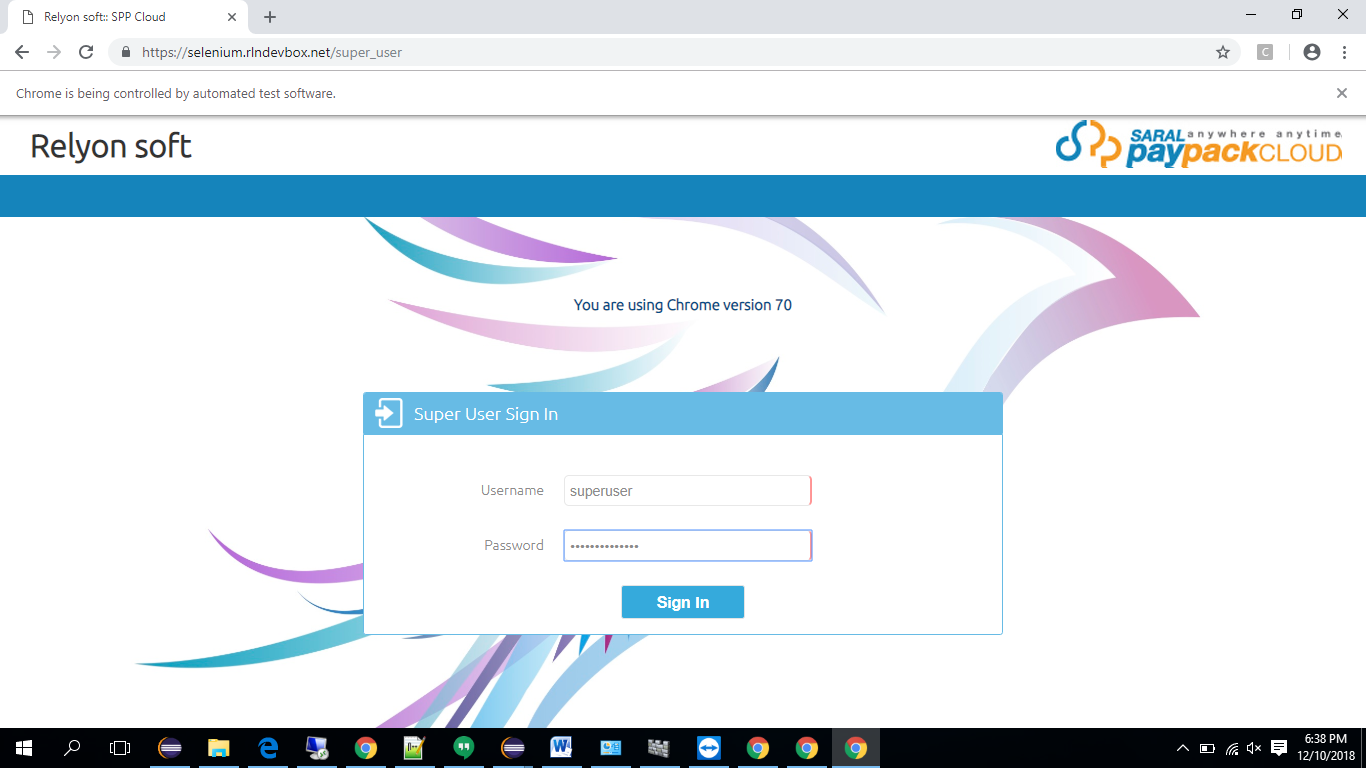 Relyon soft:: SPP Cloud
https://selenium.rlndevbox.net/super_user
C
Chrome is being controlled by automated test software.
Relyon soft
SARAL anywhere anytime
paypackCLOUD
You are using Chrome version 70
Super User Sign In
Username superuser
Password ••••••••••••••
Sign In
6:38 PM
12/10/2018